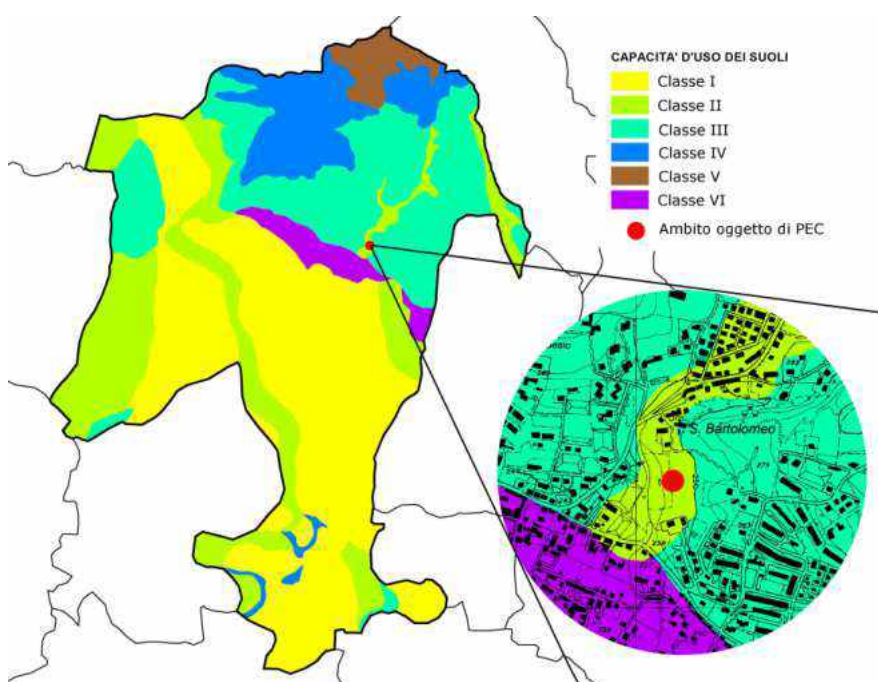 CAPACITA' D'USO DEI SUOLI
Classe I
Classe II
Classe III
Classe IV
Classe V
Classe VI
Ambito oggetto di PEC
S. Bartolomeo